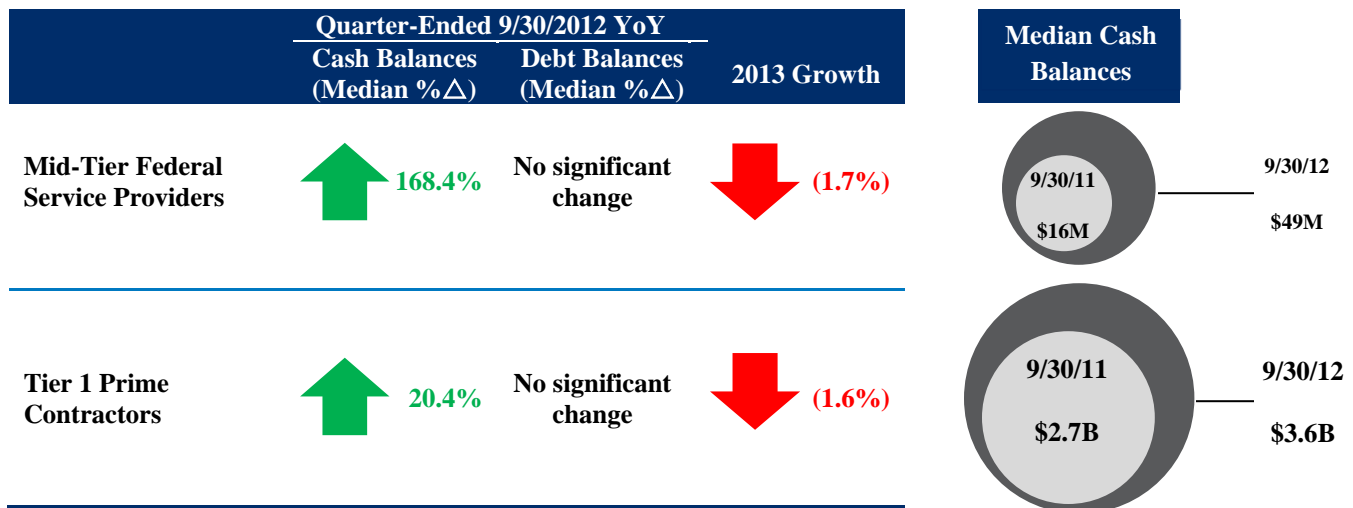 Quarter-Ended 9/30/2012 YoY
Cash Balances
(Median %△)
Debt Balances
(Median %△)
2013 Growth
Median Cash
Balances
Mid-Tier Federal
Service Providers
168.4%
No significant
change
(1.7%)
9/30/11
$16M
9/30/12
$49M
Tier 1 Prime
Contractors
20.4%
No significant
change
(1.6%)
9/30/11
$2.7B
9/30/12
$3.6B